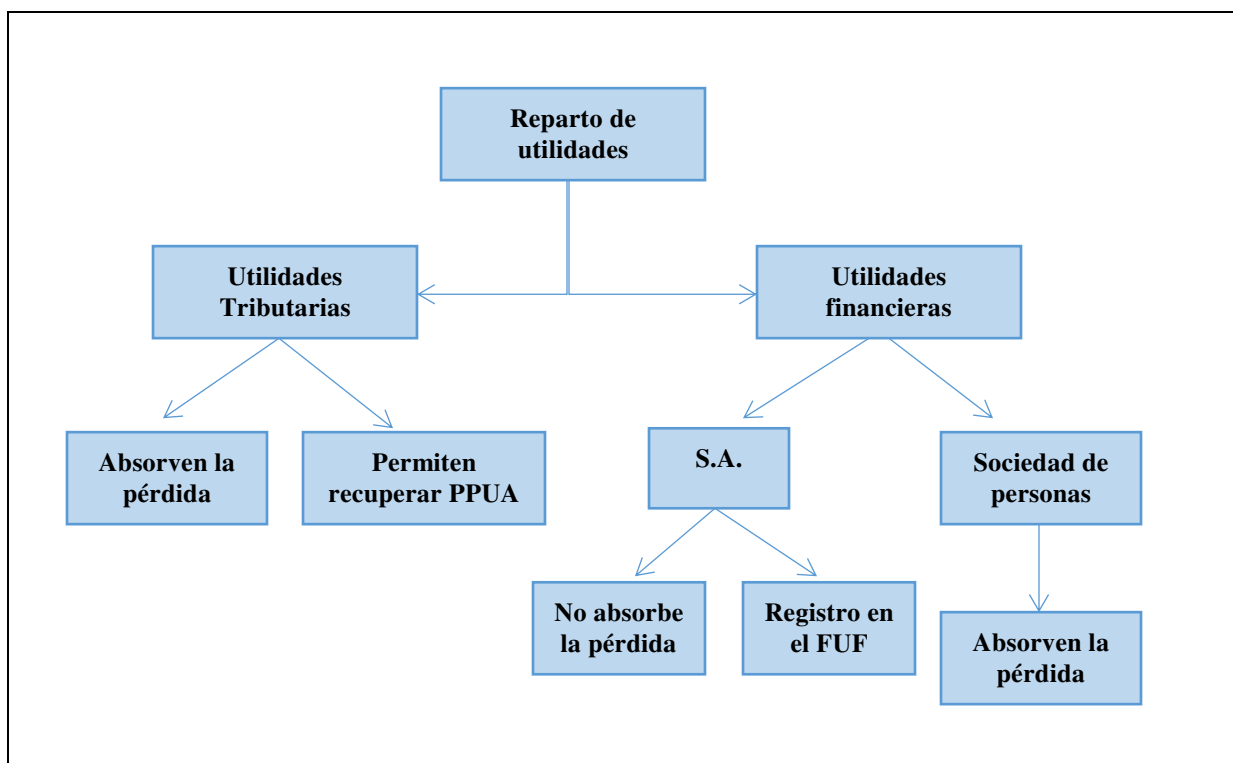 Reparto de
utilidades
Utilidades
Tributarias
Utilidades
financieras
Absorven la
pérdida
Permiten
recuperar PPUA
S.A.
Sociedad de
personas
No absorbe
la pérdida
Registro en
el FUF
Absorven la
pérdida